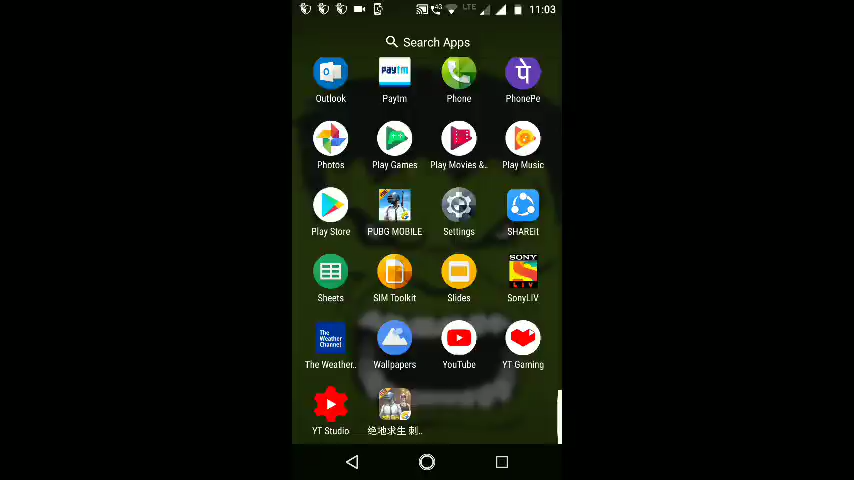 4G LTE 11:03
Search Apps
Outlook Paytm Phone PhonePe
Photos Play Games Play Movies &.. Play Music
Play Store PUBG MOBILE Settings SHAREit
Sheets SIM Toolkit Slides SonyLIV
The Weather.. Wallpapers YouTube YT Gaming
YT Studio 绝地求生 刺..